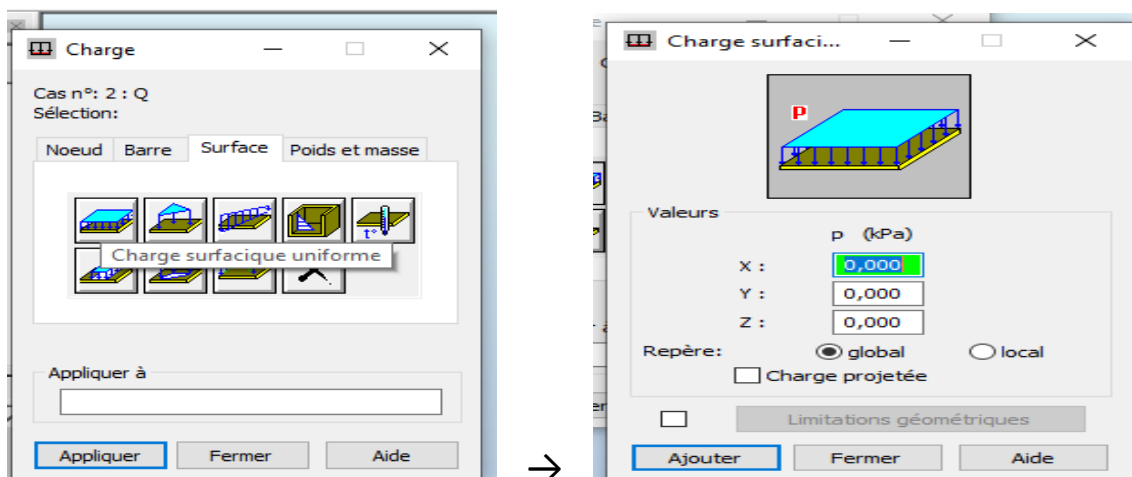 Charge
Cas n°: 2 : Q
Sélection:
Noeud Barre Surface Poids et masse
t°
Charge surfacique uniforme
Appliquer à
Appliquer Fermer Aide
→
Charge surfaci...
P
Valeurs
p (kPa)
X : 0,000
Y : 0,000
Z : 0,000
Repère: global local
Charge projetée
Limitations géométriques
Ajouter Fermer Aide